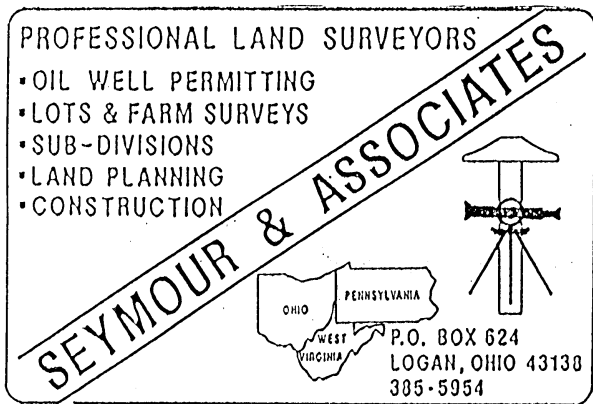 PROFESSIONAL LAND SURVEYORS
•OIL WELL PERMITTING
•LOTS & FARM SURVEYS
•SUB-DIVISIONS
•LAND PLANNING
•CONSTRUCTION
SEYMOUR & ASSOCIATES
OHIO
PENNSYLVANIA
WEST
VIRGINIA
P.O. BOX 624
LOGAN, OHIO 43138
385-5954